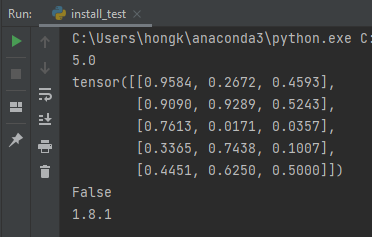 Run: install_test
C:\Users\hongk\anaconda3\python.exe C:
5.0
tensor([[0.9584, 0.2672, 0.4593],
[0.9090, 0.9289, 0.5243],
[0.7613, 0.0171, 0.0357],
[0.3365, 0.7438, 0.1007],
[0.4451, 0.6250, 0.5000]])
False
1.8.1